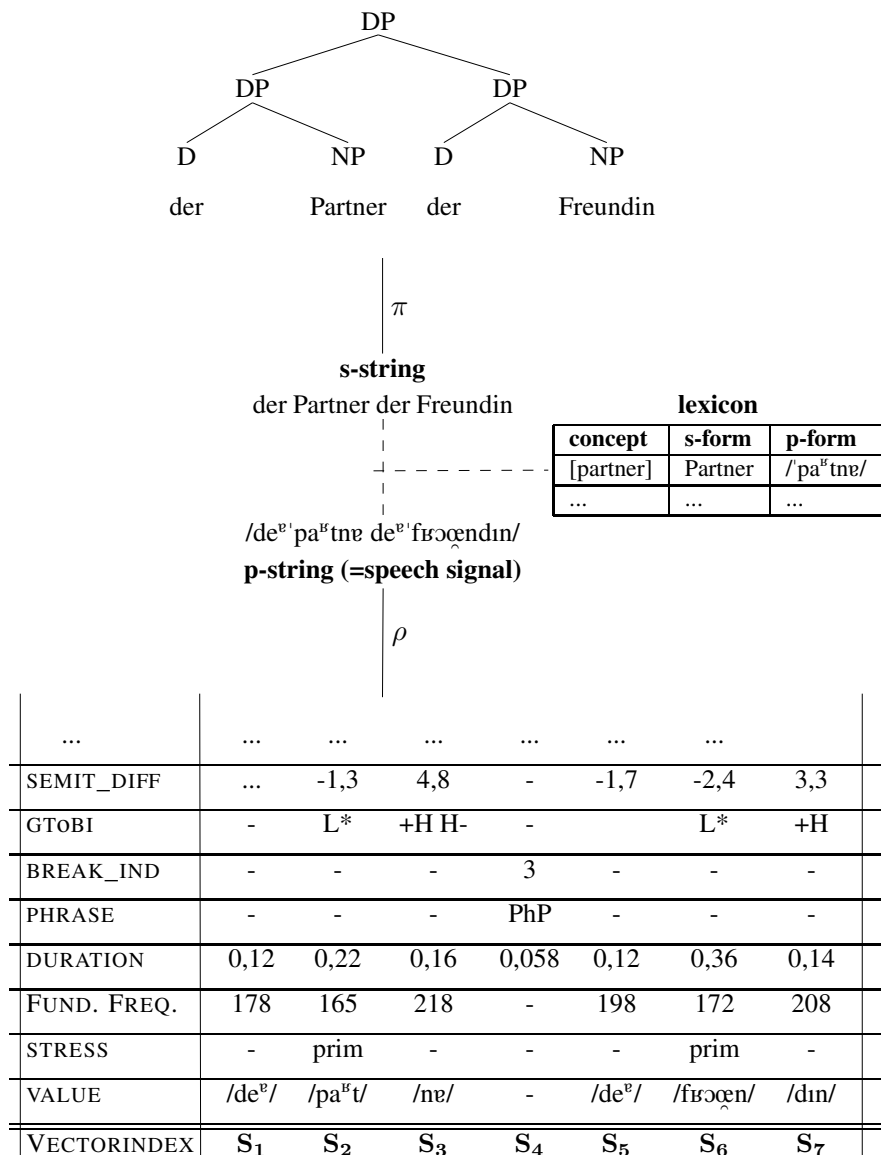 DP
DP DP
D NP D NP
der Partner der Freundin
π
s-string
der Partner der Freundin
lexicon
concept s-form p-form
[partner] Partner /ˈpaʁtnɐ/
... ... ...
/deᵄˈpaʶtnɐ deᵄˈfʁɔœ̯ndɪn/
p-string (=speech signal)
ρ
... ... ... ... ... ... ...
SEMIT_DIFF ... -1,3 4,8 - -1,7 -2,4 3,3
GTOBI - L* +H H- - L* +H
BREAK_IND - - - 3 - - -
PHRASE - - - PhP - - -
DURATION 0,12 0,22 0,16 0,058 0,12 0,36 0,14
FUND. FREQ. 178 165 218 - 198 172 208
STRESS - prim - - - prim -
VALUE /deᵄ/ /paʶt/ /nɐ/ - /deᵄ/ /fʁɔœ̯n/ /dɪn/
VECTORINDEX S₁ S₂ S₃ S₄ S₅ S₆ S₇